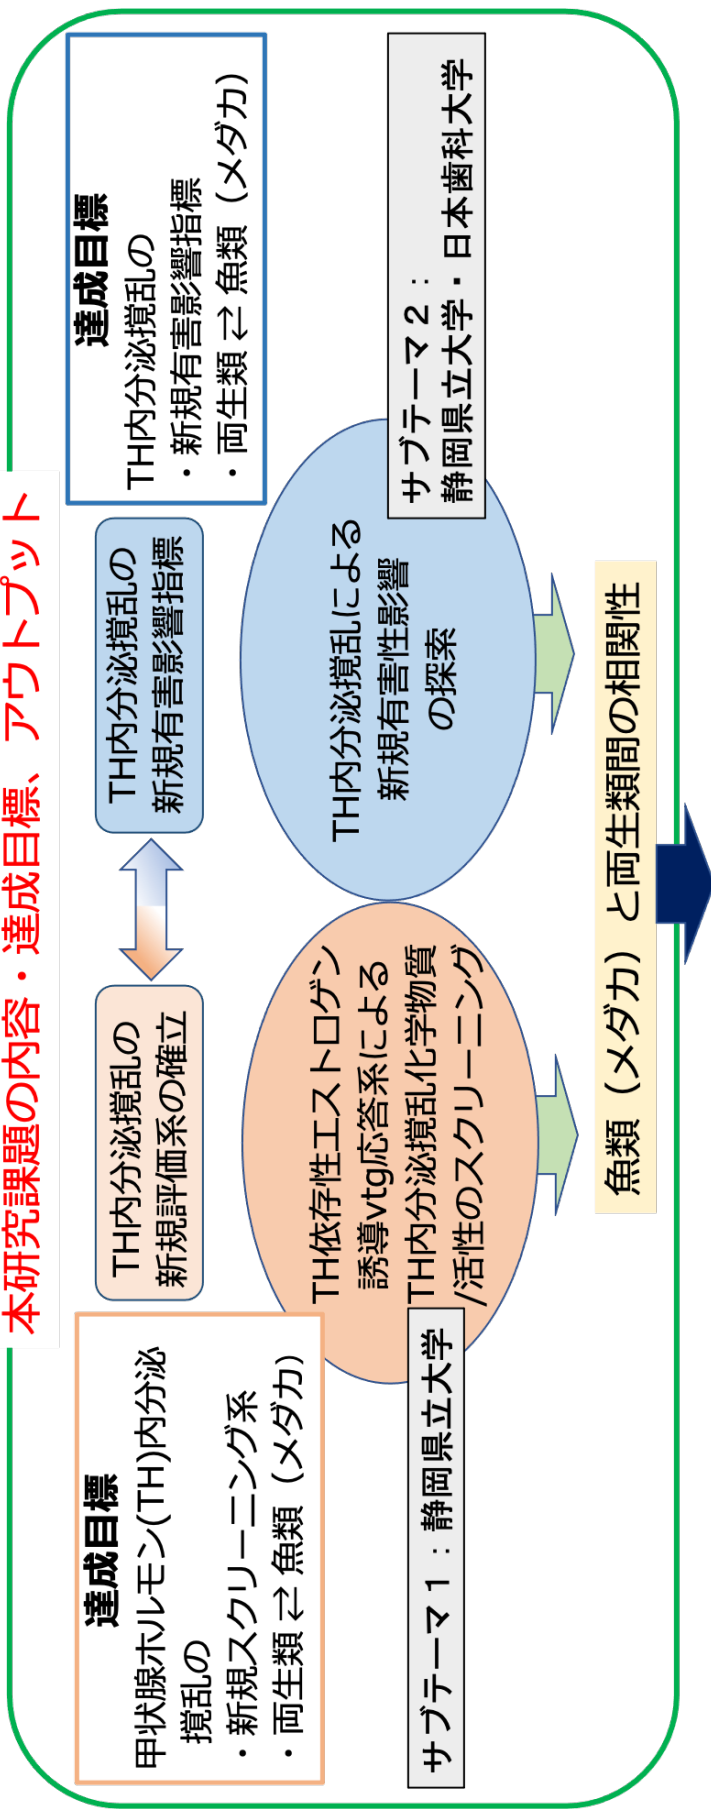 本研究課題の内容・達成目標、アウトプット
達成目標
甲状腺ホルモン(TH)内分泌
撹乱の
・新規スクリーニング系
・両生類 ⇄ 魚類（メダカ）
TH内分泌撹乱の
新規評価系の確立
TH内分泌撹乱の
新規有害影響指標
達成目標
TH内分泌撹乱の
・新規有害影響指標
・両生類 ⇄ 魚類（メダカ）
TH依存性エストロゲン
誘導vtg応答系による
TH内分泌撹乱化学物質
/活性のスクリーニング
TH内分泌撹乱による
新規有害性影響
の探索
サブテーマ１：静岡県立大学
サブテーマ２：
静岡県立大学・日本歯科大学
魚類（メダカ）と両生類間の相関性